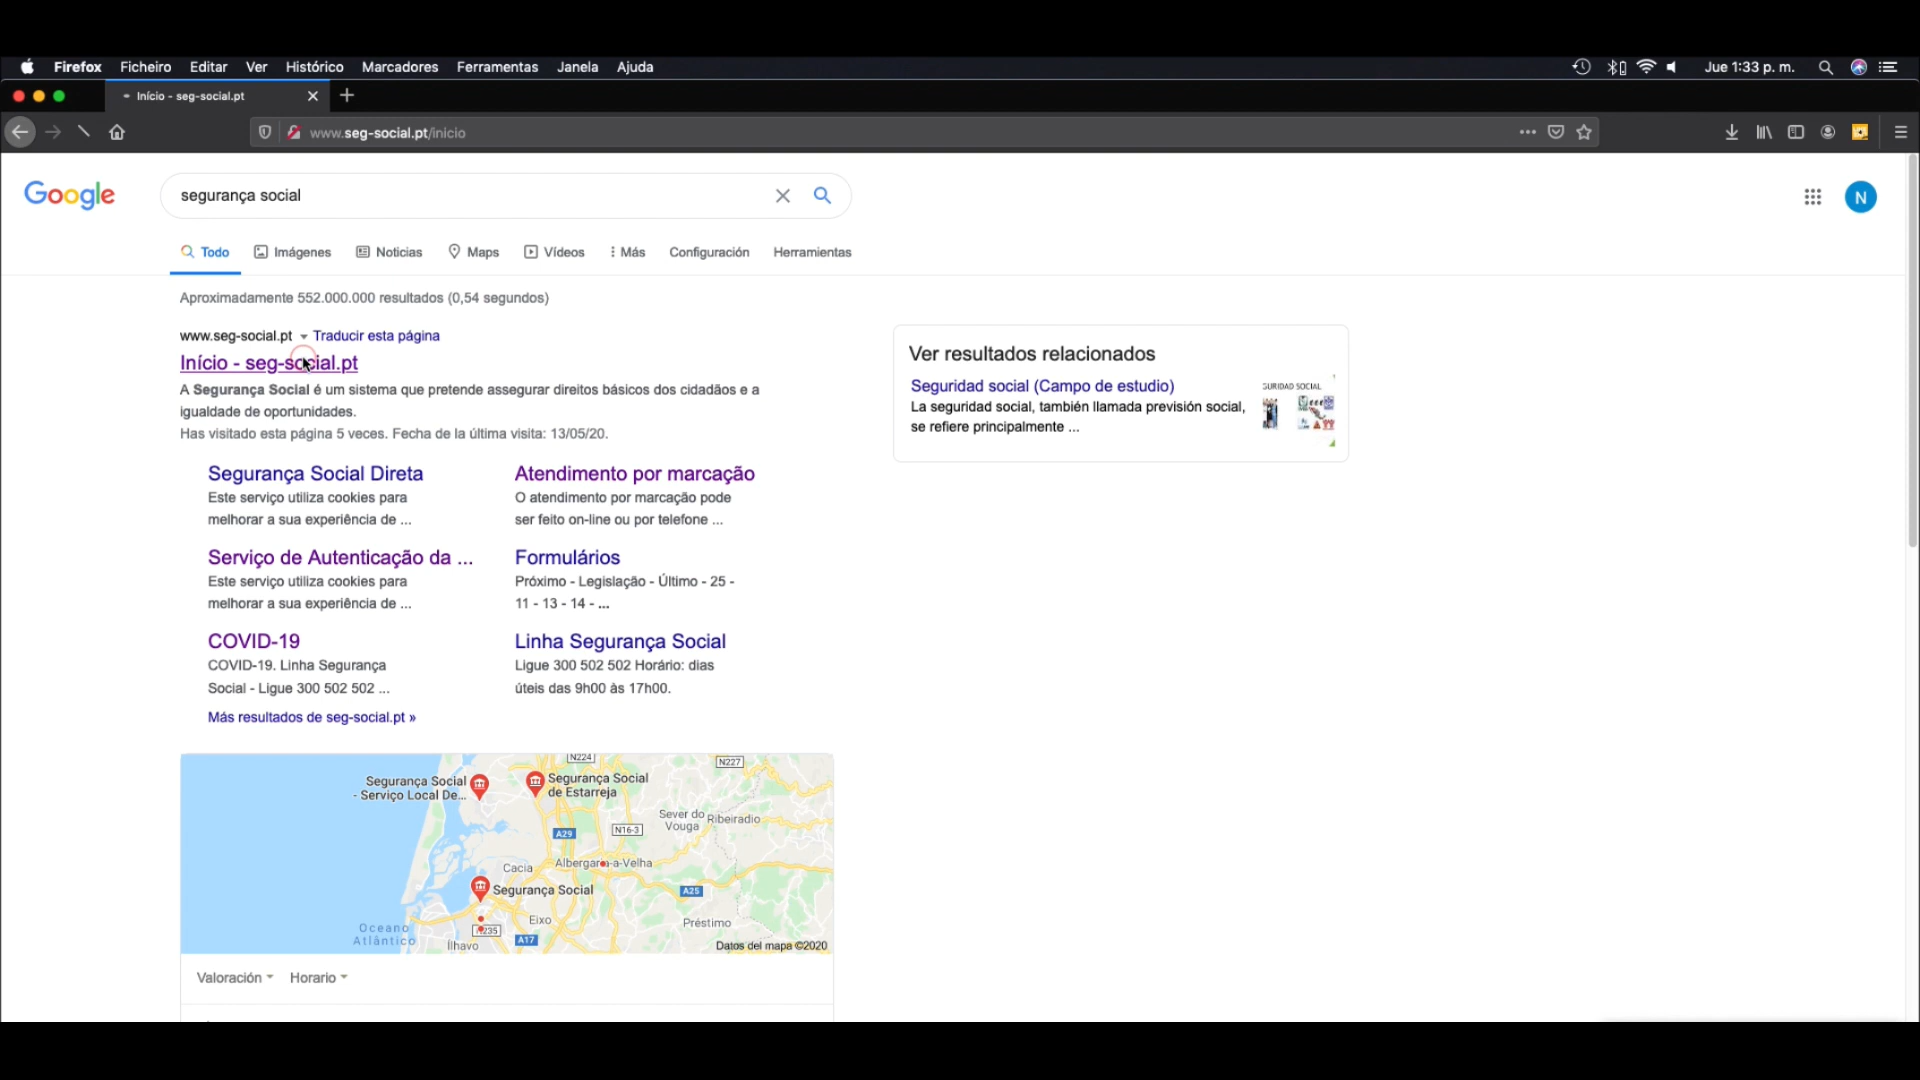 Firefox Ficheiro Editar Ver Histórico Marcadores Ferramentas Janela Ajuda
Jue 1:33 p. m.
Início - seg-social.pt
www.seg-social.pt/inicio
Google
segurança social
N
Todo Imágenes Noticias Maps Vídeos Más Configuración Herramientas
Aproximadamente 552.000.000 resultados (0,54 segundos)
www.seg-social.pt Traducir esta página
Início - seg-social.pt
A Segurança Social é um sistema que pretende assegurar direitos básicos dos cidadãos e a
igualdade de oportunidades.
Has visitado esta página 5 veces. Fecha de la última visita: 13/05/20.
Segurança Social Direta
Este serviço utiliza cookies para
melhorar a sua experiência de ...
Atendimento por marcação
O atendimento por marcação pode
ser feito on-line ou por telefone ...
Serviço de Autenticação da ...
Este serviço utiliza cookies para
melhorar a sua experiência de ...
Formulários
Próximo - Legislação - Último - 25 -
11 - 13 - 14 - ...
COVID-19
COVID-19. Linha Segurança
Social - Ligue 300 502 502 ...
Linha Segurança Social
Ligue 300 502 502 Horário: dias
úteis das 9h00 às 17h00.
Más resultados de seg-social.pt »
Ver resultados relacionados
Seguridad social (Campo de estudio)
La seguridad social, también llamada previsión social,
se refiere principalmente ...
GURIDAD SOCIAL
N224
N227
Segurança Social
- Serviço Local De...
Segurança Social
de Estarreja
Sever do
Vouga
Ribeiradio
A29
N16-3
Cacia
Albergaria-a-Velha
Segurança Social
A25
Eixo
Préstimo
Oceano
Atlântico
N235
A17
Ílhavo
Datos del mapa ©2020
Valoración Horario